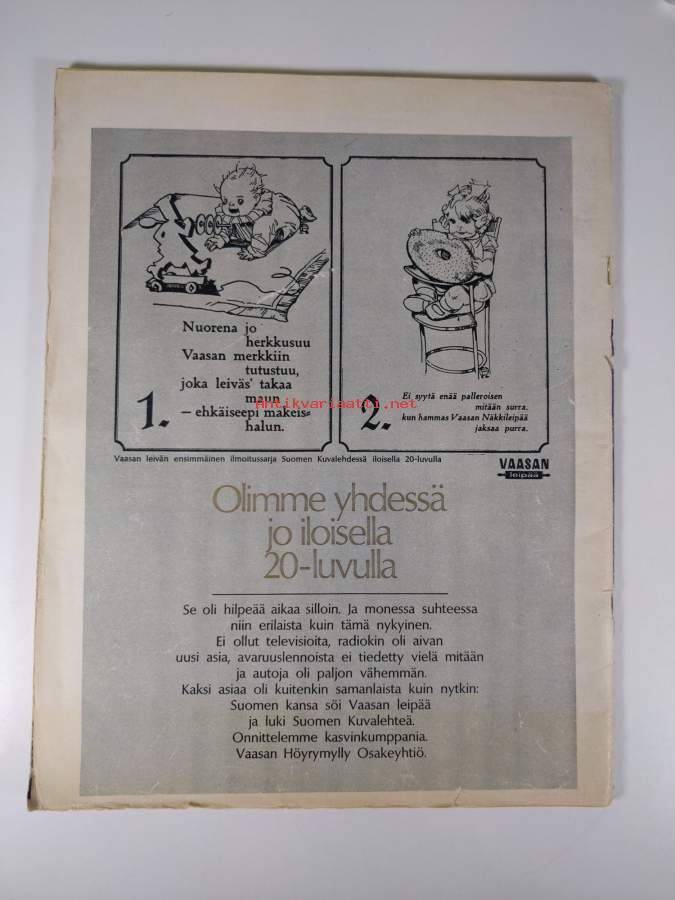 Nuorena jo
herkkusuu
Vaasan merkkiin
tutustuu,
joka leiväs' takaa
maun
– ehkäiseepi makeis-
halun.
1.
Ei syytä enää palleroisen
mitään surra,
kun hammas Vaasan Näkkileipää
jaksaa purra.
2.
Antikvariaatti.net
Vaasan leivän ensimmäinen ilmoitussarja Suomen Kuvalehdessä iloisella 20-luvulla
VAASAN
leipää
Olimme yhdessä
jo iloisella
20-luvulla
Se oli hilpeää aikaa silloin. Ja monessa suhteessa
niin erilaista kuin tämä nykyinen.
Ei ollut televisioita, radiokin oli aivan
uusi asia, avaruuslennoista ei tiedetty vielä mitään
ja autoja oli paljon vähemmän.
Kaksi asiaa oli kuitenkin samanlaista kuin nytkin:
Suomen kansa söi Vaasan leipää
ja luki Suomen Kuvalehteä.
Onnittelemme kasvinkumppania.
Vaasan Höyrymylly Osakeyhtiö.